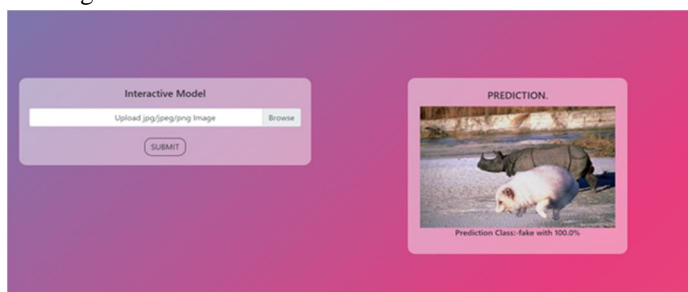 Interactive Model
Upload jpg/jpeg/png Image
Browse
SUBMIT
PREDICTION.
Prediction Class:-fake with 100.0%